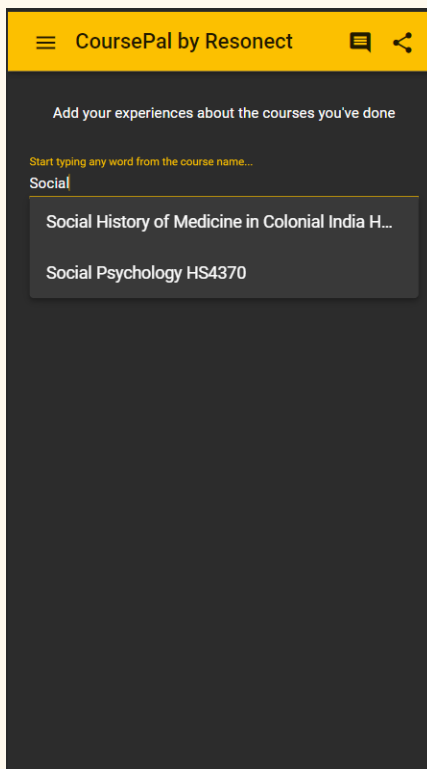 CoursePal by Resonect
Add your experiences about the courses you've done
Start typing any word from the course name...
Social
Social History of Medicine in Colonial India H...
Social Psychology HS4370